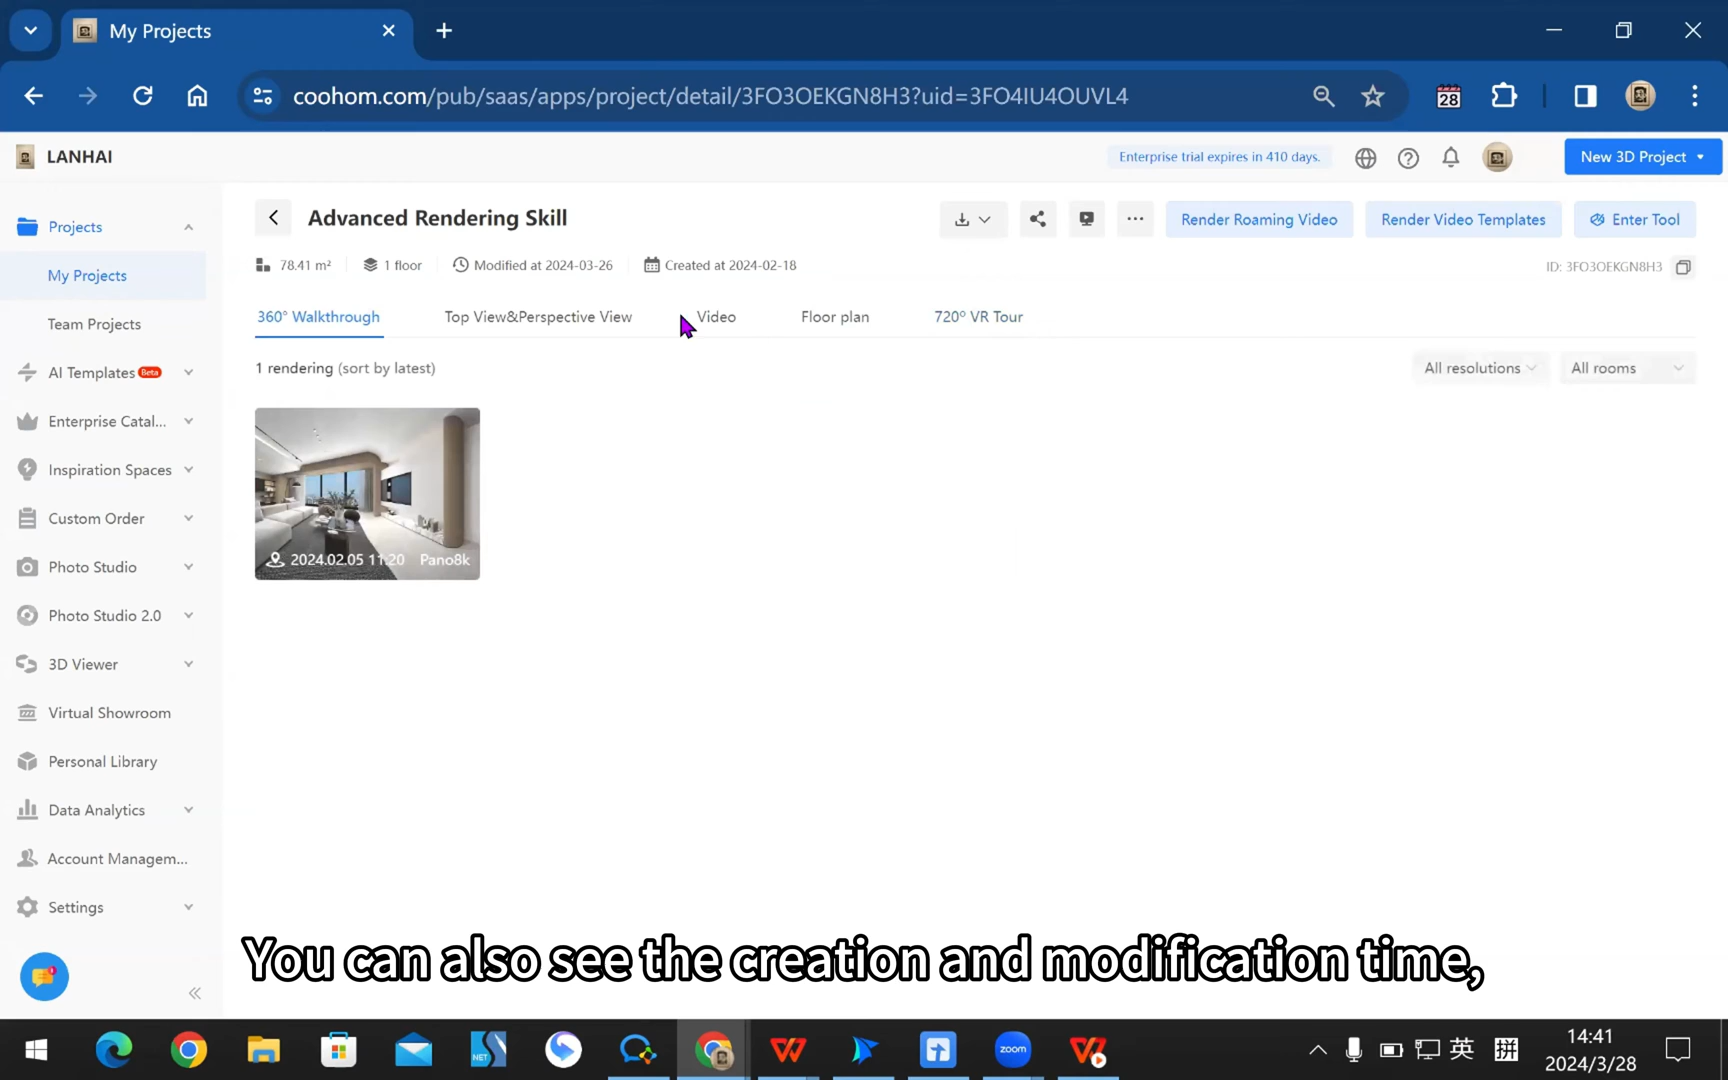 My Projects
coohom.com/pub/saas/apps/project/detail/3FO3OEKGN8H3?uid=3FO4IU4OUVL4
28
LANHAI
Enterprise trial expires in 410 days.
New 3D Project
Projects
My Projects
Team Projects
AI Templates Beta
Enterprise Catal...
Inspiration Spaces
Custom Order
Photo Studio
Photo Studio 2.0
3D Viewer
Virtual Showroom
Personal Library
Data Analytics
Account Managem...
Settings
Advanced Rendering Skill
Render Roaming Video
Render Video Templates
Enter Tool
78.41 m²
1 floor
Modified at 2024-03-26
Created at 2024-02-18
ID: 3FO3OEKGN8H3
360° Walkthrough
Top View&Perspective View
Video
Floor plan
720° VR Tour
1 rendering (sort by latest)
All resolutions
All rooms
2024.02.05 11:20 Pano8k
You can also see the creation and modification time,
NET
zoom
英
拼
14:41
2024/3/28